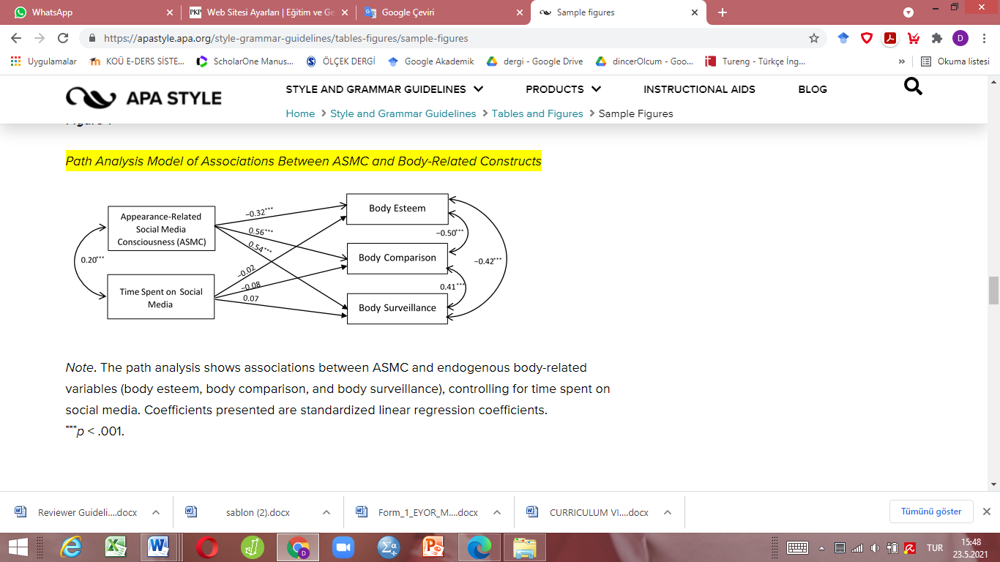 WhatsApp
Web Sitesi Ayarları | Eğitim ve Ge
Google Çeviri
Sample figures
https://apastyle.apa.org/style-grammar-guidelines/tables-figures/sample-figures
D
Uygulamalar
KOÜ E-DERS SİSTE...
ScholarOne Manus...
ÖLÇEK DERGİ
Google Akademik
dergi - Google Drive
dincerOlcum - Goo...
Tureng - Türkçe İng...
»
Okuma listesi
APA STYLE
STYLE AND GRAMMAR GUIDELINES
PRODUCTS
INSTRUCTIONAL AIDS
BLOG
Home > Style and Grammar Guidelines > Tables and Figures > Sample Figures
Path Analysis Model of Associations Between ASMC and Body-Related Constructs
Appearance-Related
Social Media
Consciousness (ASMC)
Time Spent on Social
Media
0.20***
−0.32***
0.56***
0.54***
−0.02
−0.08
0.07
Body Esteem
Body Comparison
Body Surveillance
−0.50***
0.41***
−0.42***
Note. The path analysis shows associations between ASMC and endogenous body-related
variables (body esteem, body comparison, and body surveillance), controlling for time spent on
social media. Coefficients presented are standardized linear regression coefficients.
***p < .001.
Reviewer Guideli....docx
sablon (2).docx
Form_1_EYOR_M....docx
CURRICULUM VI....docx
Tümünü göster
TUR
15:48
23.5.2021